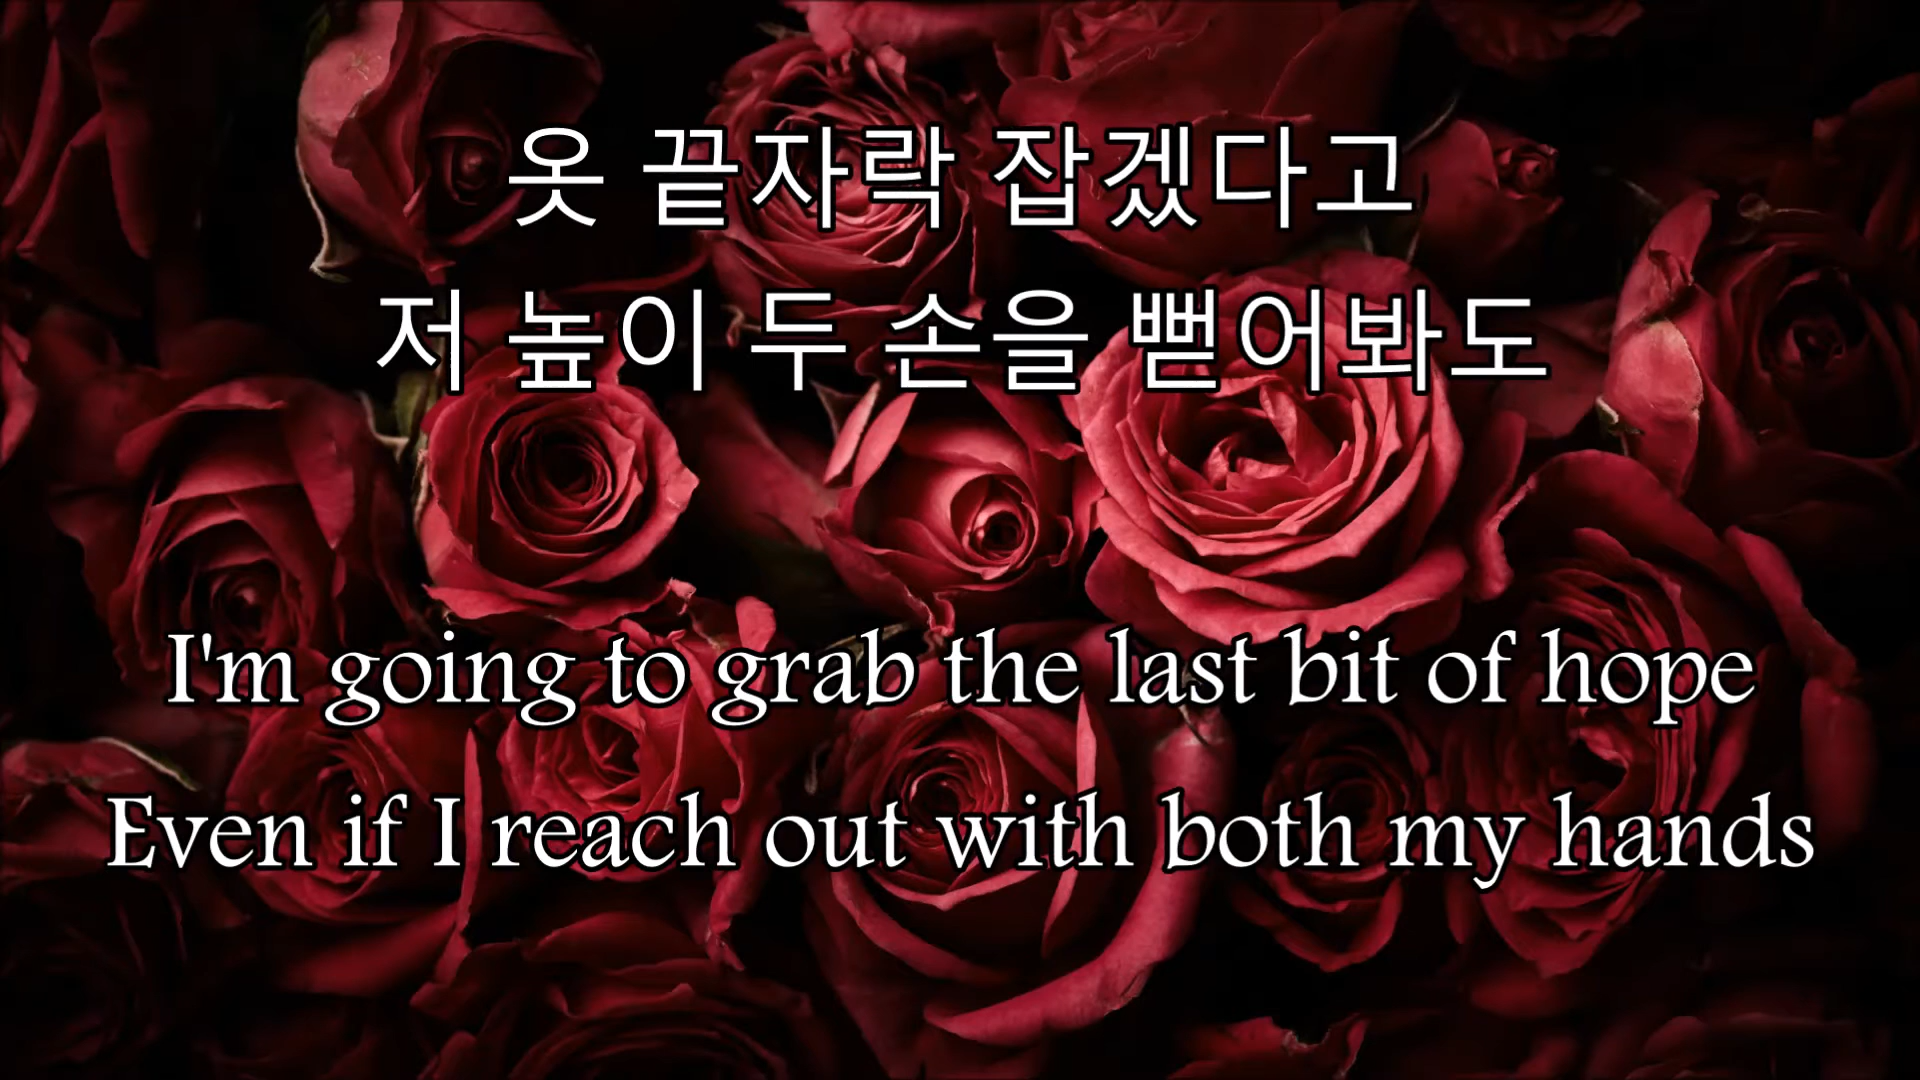 옷 끝자락 잡겠다고
저 높이 두 손을 뻗어봐도
I'm going to grab the last bit of hope
Even if I reach out with both my hands